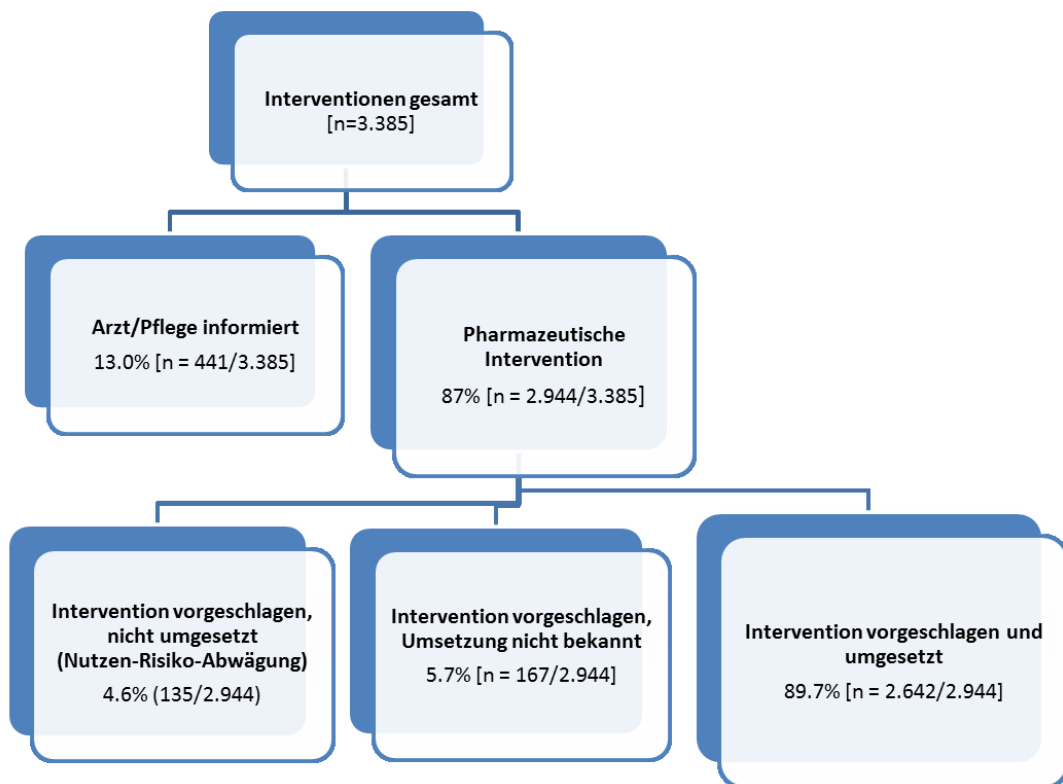 Interventionen gesamt
[n=3.385]
Arzt/Pflege informiert
13.0% [n = 441/3.385]
Pharmazeutische
Intervention
87% [n = 2.944/3.385]
Intervention vorgeschlagen,
nicht umgesetzt
(Nutzen-Risiko-Abwägung)
4.6% (135/2.944)
Intervention vorgeschlagen,
Umsetzung nicht bekannt
5.7% [n = 167/2.944]
Intervention vorgeschlagen und
umgesetzt
89.7% [n = 2.642/2.944]